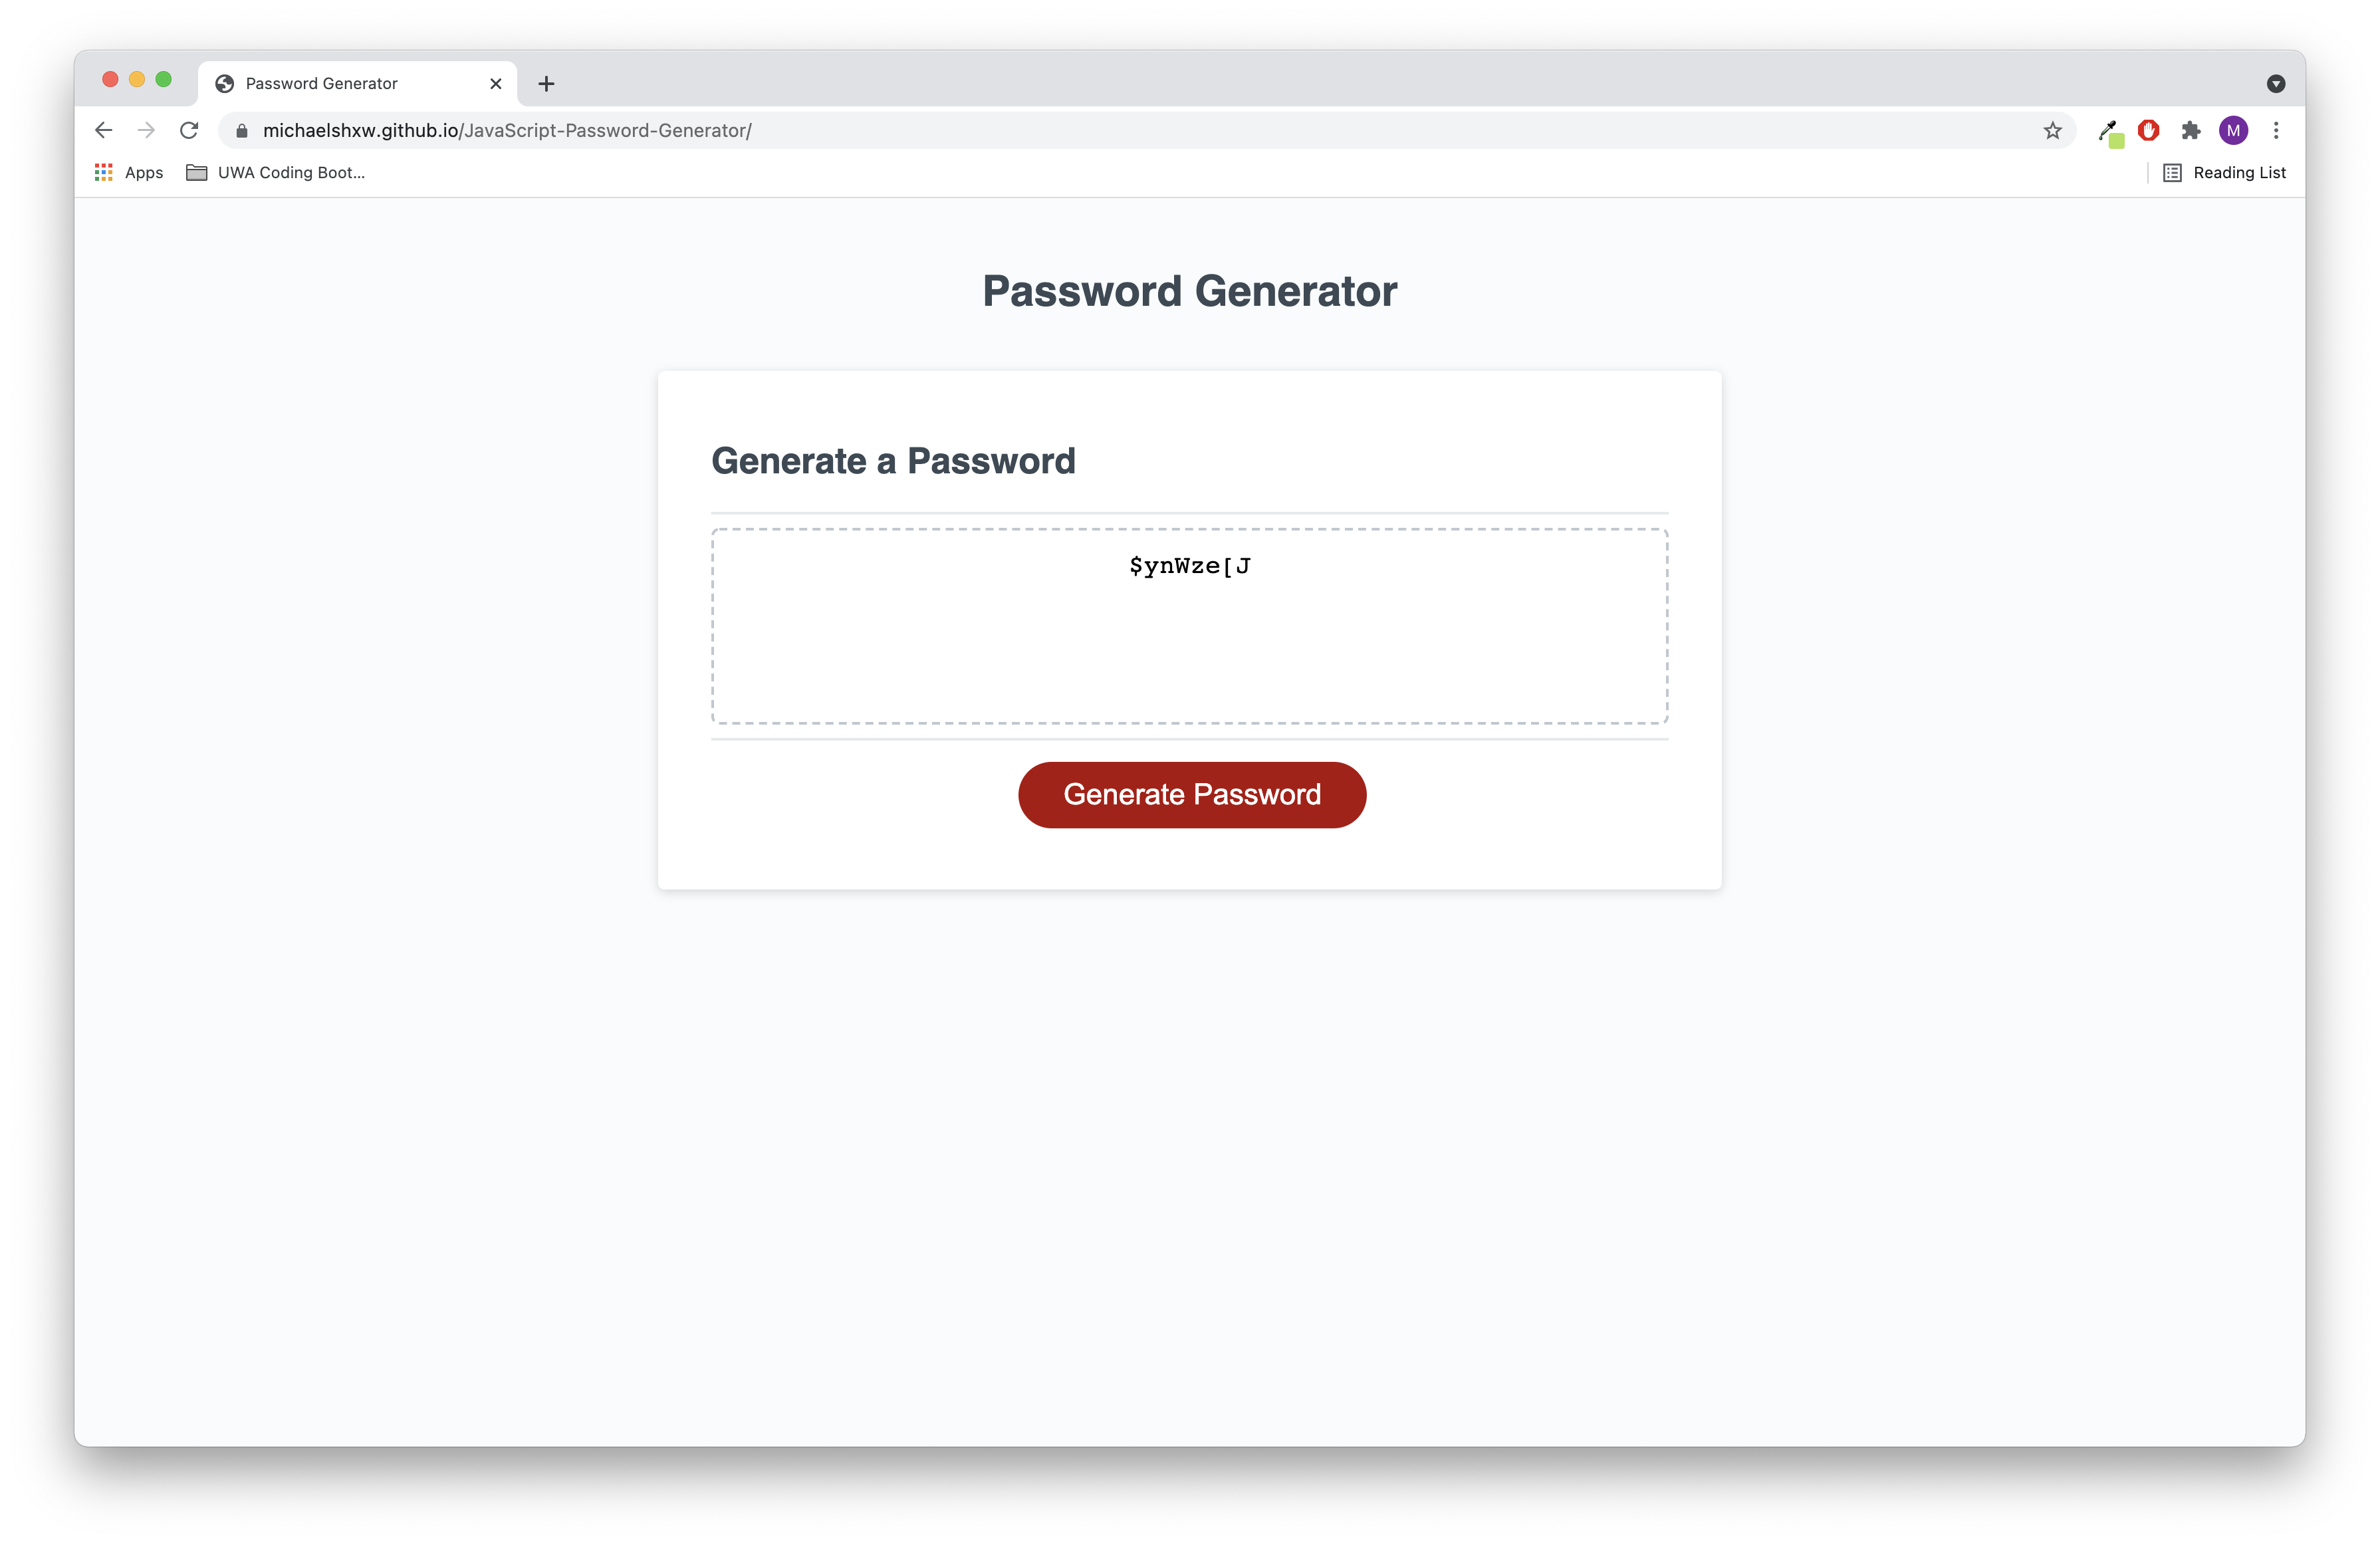 Password Generator
michaelshxw.github.io/JavaScript-Password-Generator/
M
Apps
UWA Coding Boot...
Reading List
Password Generator
Generate a Password
$ynWze[J
Generate Password